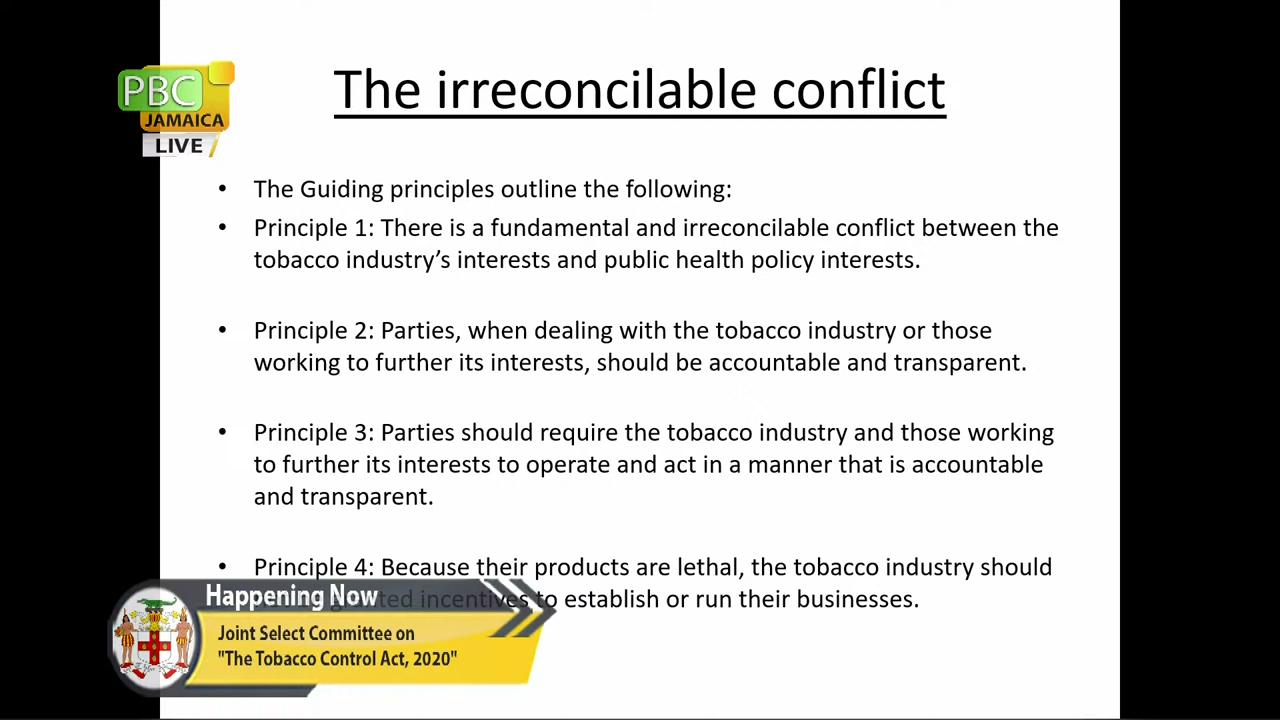 PBC
JAMAICA
LIVE
The irreconcilable conflict
• The Guiding principles outline the following:
• Principle 1: There is a fundamental and irreconcilable conflict between the
tobacco industry’s interests and public health policy interests.
• Principle 2: Parties, when dealing with the tobacco industry or those
working to further its interests, should be accountable and transparent.
• Principle 3: Parties should require the tobacco industry and those working
to further its interests to operate and act in a manner that is accountable
and transparent.
• Principle 4: Because their products are lethal, the tobacco industry should
incentives to establish or run their businesses.
Happening Now
Joint Select Committee on
"The Tobacco Control Act, 2020"